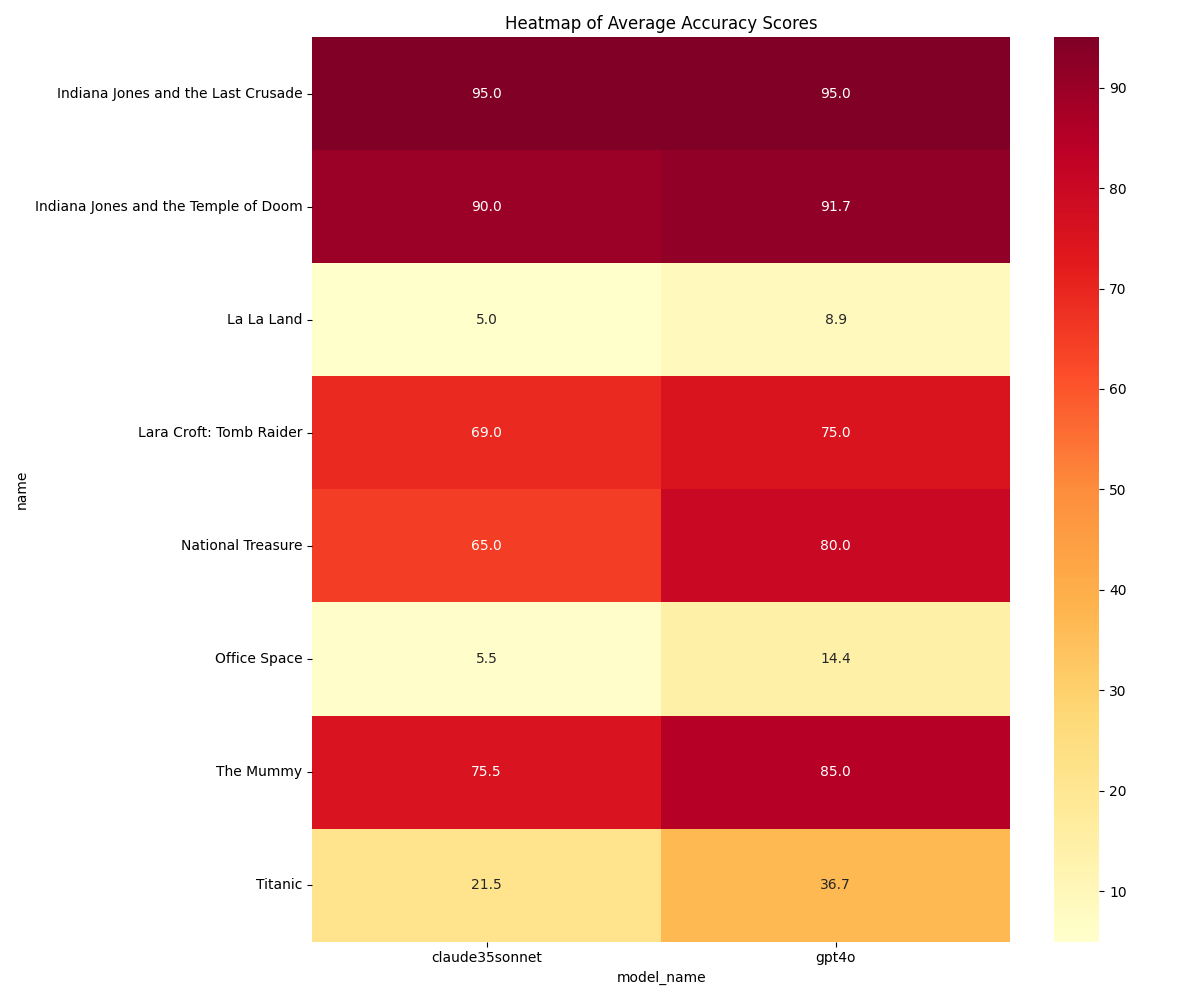 Heatmap of Average Accuracy Scores
Indiana Jones and the Last Crusade 95.0 95.0
Indiana Jones and the Temple of Doom 90.0 91.7
La La Land 5.0 8.9
Lara Croft: Tomb Raider 69.0 75.0
National Treasure 65.0 80.0
Office Space 5.5 14.4
The Mummy 75.5 85.0
Titanic 21.5 36.7
name
claude35sonnet gpt4o
model_name
90
80
70
60
50
40
30
20
10